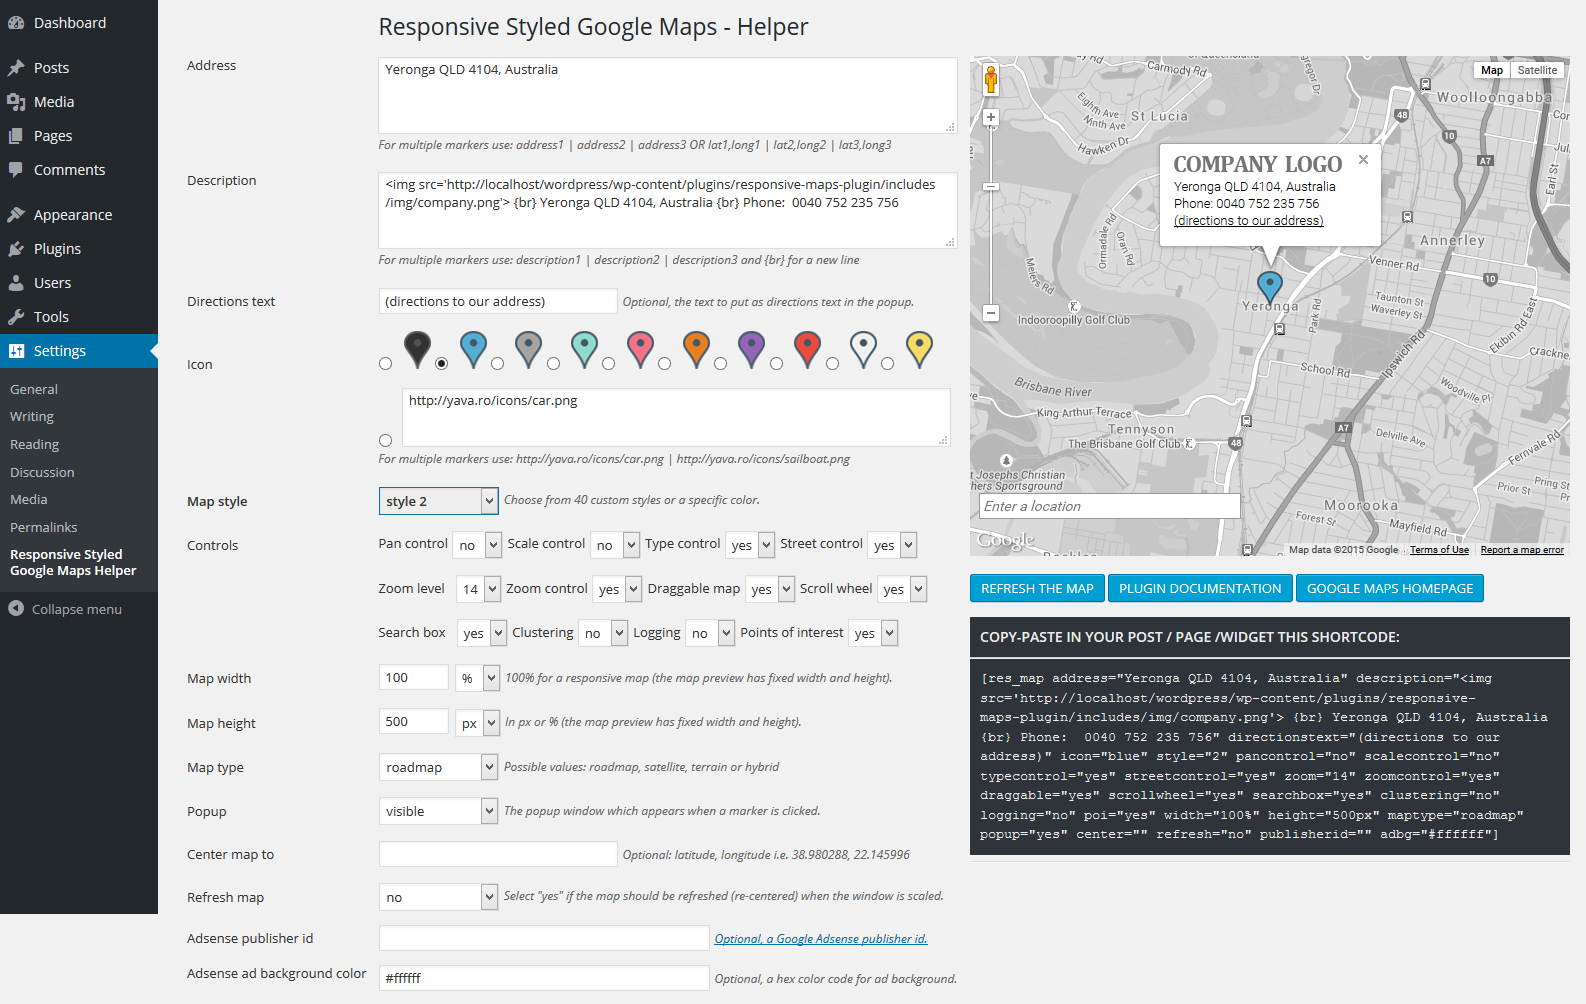 Dashboard
Posts
Media
Pages
Comments
Appearance
Plugins
Users
Tools
Settings
General
Writing
Reading
Discussion
Media
Permalinks
Responsive Styled
Google Maps Helper
Collapse menu
Responsive Styled Google Maps - Helper
Address
Yeronga QLD 4104, Australia
For multiple markers use: address1 | address2 | address3 OR lat1,long1 | lat2,long2 | lat3,long3
Description
<img src='http://localhost/wordpress/wp-content/plugins/responsive-maps-plugin/includes
/img/company.png'> {br} Yeronga QLD 4104, Australia {br} Phone:  0040 752 235 756
For multiple markers use: description1 | description2 | description3 and {br} for a new line
Directions text
(directions to our address)
Optional, the text to put as directions text in the popup.
Icon
http://yava.ro/icons/car.png
For multiple markers use: http://yava.ro/icons/car.png | http://yava.ro/icons/sailboat.png
Map style
style 2
Choose from 40 custom styles or a specific color.
Controls
Pan control no Scale control no Type control yes Street control yes
Zoom level 14 Zoom control yes Draggable map yes Scroll wheel yes
Search box yes Clustering no Logging no Points of interest yes
Map width
100 %
100% for a responsive map (the map preview has fixed width and height).
Map height
500 px
In px or % (the map preview has fixed width and height).
Map type
roadmap
Possible values: roadmap, satellite, terrain or hybrid
Popup
visible
The popup window which appears when a marker is clicked.
Center map to
Optional: latitude, longitude i.e. 38.980288, 22.145996
Refresh map
no
Select "yes" if the map should be refreshed (re-centered) when the window is scaled.
Adsense publisher id
Optional, a Google Adsense publisher id.
Adsense ad background color
#ffffff
Optional, a hex color code for ad background.
Map Satellite
Carmody Rd
Woolloongabba
Eighth Ave
Ninth Ave
St Lucia
Hawken Dr
48
10
A7
Earl St
COMPANY LOGO
Yeronga QLD 4104, Australia
Phone: 0040 752 235 756
(directions to our address)
Ormadale Rd
Oran Rd
Meiers Rd
Annerley
Venner Rd
10
Yeronga
Park Rd
Taunton St
Waverley St
Ekibin Rd East
Indooroopilly Golf Club
Ipswich Rd
Brisbane River
Woodville Pl
King Arthur Terrace
Tennyson
The Brisbane Golf Club
48
A7
Delville Ave
Fernvale Rd
t Josephs Christian
hers Sportsground
Pring St
Prior St
Enter a location
Moorooka
Forest St
Mayfield Rd
Google
Map data ©2015 Google
Terms of Use
Report a map error
REFRESH THE MAP
PLUGIN DOCUMENTATION
GOOGLE MAPS HOMEPAGE
COPY-PASTE IN YOUR POST / PAGE /WIDGET THIS SHORTCODE:
[res_map address="Yeronga QLD 4104, Australia" description="<img
src='http://localhost/wordpress/wp-content/plugins/responsive-
maps-plugin/includes/img/company.png'> {br} Yeronga QLD 4104, Australia
{br} Phone:  0040 752 235 756" directionstext="(directions to our
address)" icon="blue" style="2" pancontrol="no" scalecontrol="no"
typecontrol="yes" streetcontrol="yes" zoom="14" zoomcontrol="yes"
draggable="yes" scrollwheel="yes" searchbox="yes" clustering="no"
logging="no" poi="yes" width="100%" height="500px" maptype="roadmap"
popup="yes" center="" refresh="no" publisherid="" adbg="#ffffff"]